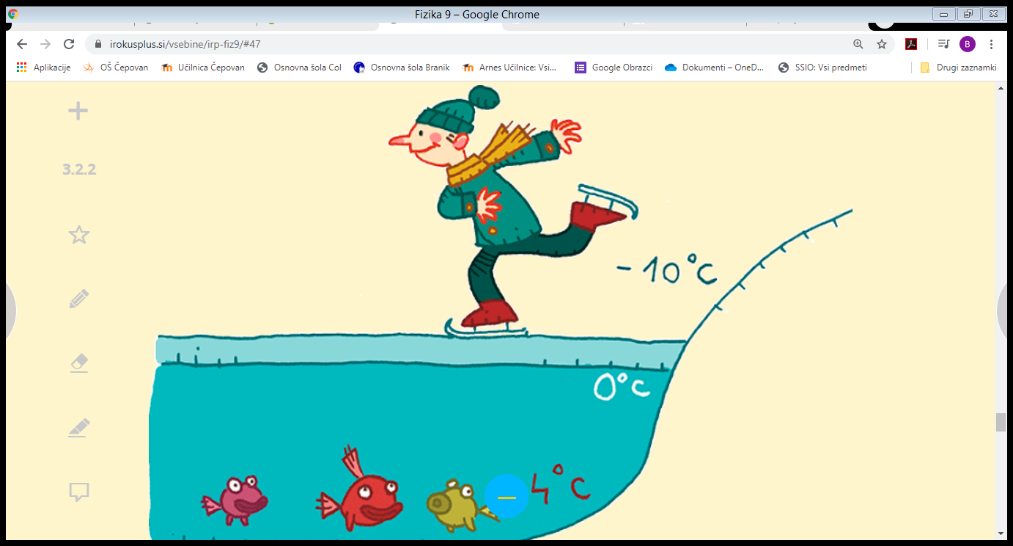 Fizika 9 – Google Chrome
irokusplus.si/vsebine/irp-fiz9/#47
B
Aplikacije
OŠ Čepovan
Učilnica Čepovan
Osnovna šola Col
Osnovna šola Branik
Arnes Učilnice: Vsi...
Google Obrazci
Dokumenti – OneD...
SSIO: Vsi predmeti
Drugi zaznamki
3.2.2
-10°C
0°C
4°C